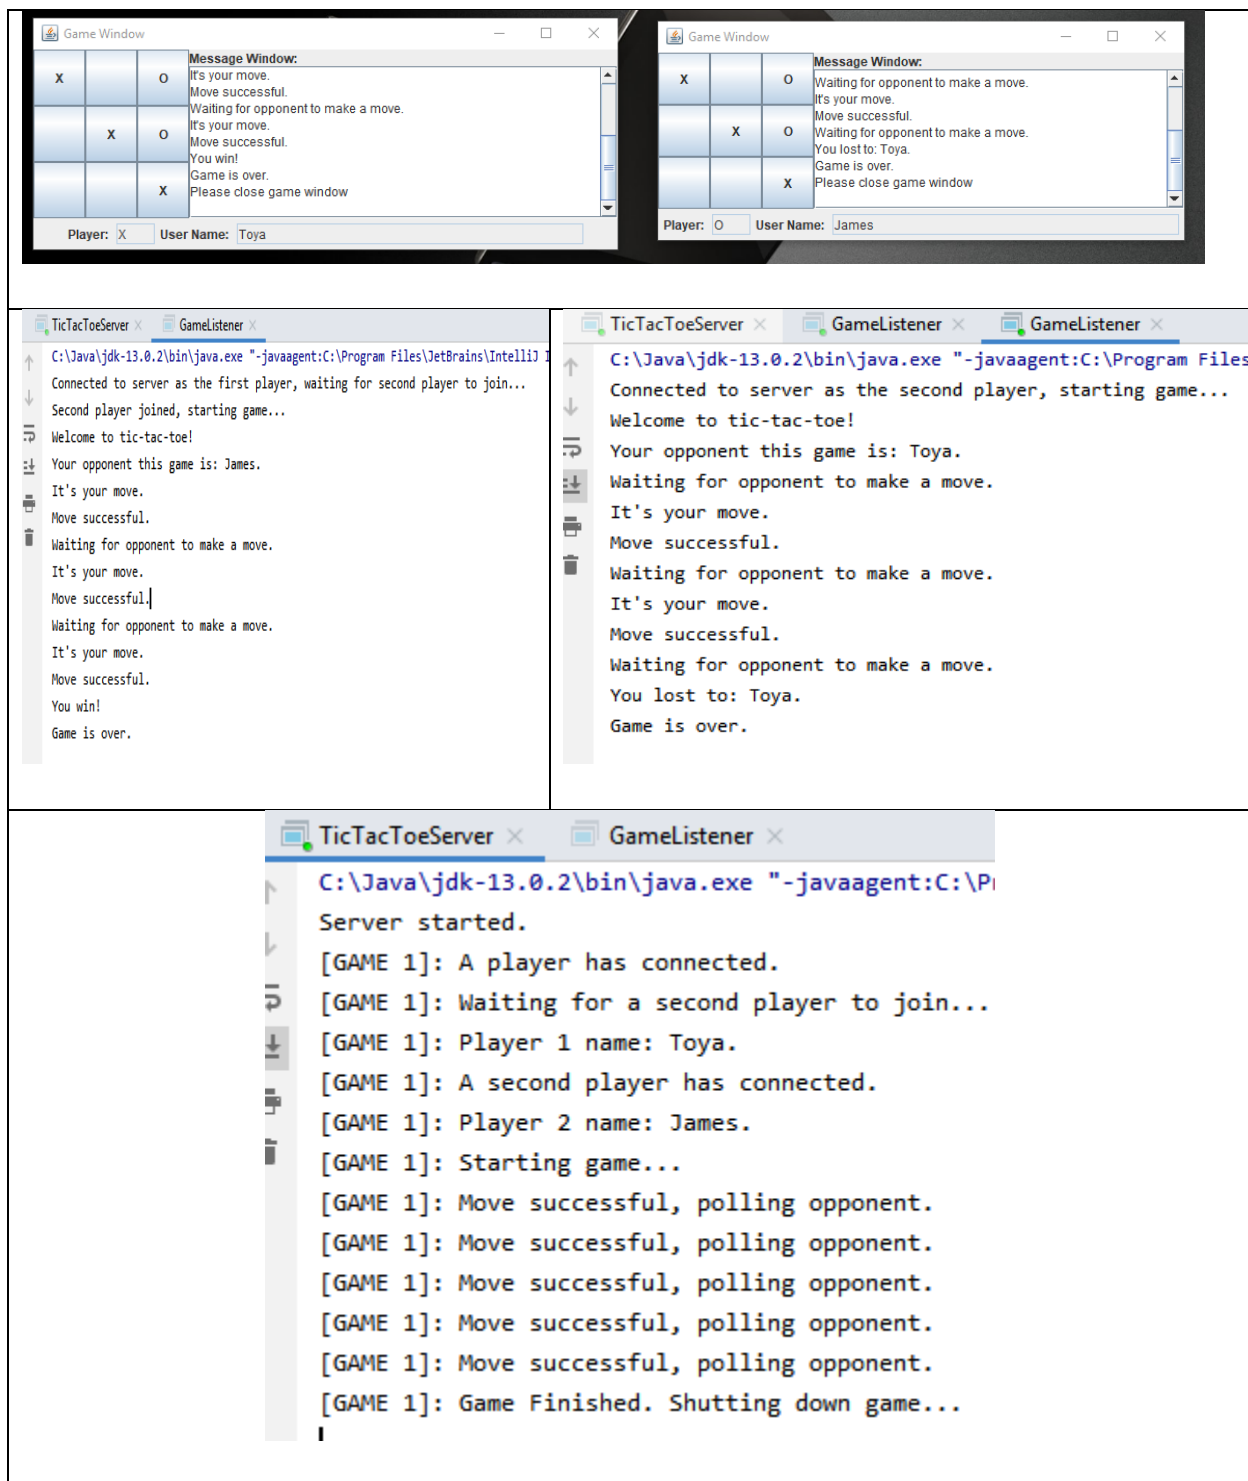 Game Window
X O
X O
X
Message Window:
It's your move.
Move successful.
Waiting for opponent to make a move.
It's your move.
Move successful.
You win!
Game is over.
Please close game window
Player: X User Name: Toya
Game Window
X O
X O
X
Message Window:
Waiting for opponent to make a move.
It's your move.
Move successful.
Waiting for opponent to make a move.
You lost to: Toya.
Game is over.
Please close game window
Player: O User Name: James
TicTacToeServer GameListener
C:\Java\jdk-13.0.2\bin\java.exe "-javaagent:C:\Program Files\JetBrains\IntelliJ
Connected to server as the first player, waiting for second player to join...
Second player joined, starting game...
Welcome to tic-tac-toe!
Your opponent this game is: James.
It's your move.
Move successful.
Waiting for opponent to make a move.
It's your move.
Move successful.
Waiting for opponent to make a move.
It's your move.
Move successful.
You win!
Game is over.
TicTacToeServer GameListener GameListener
C:\Java\jdk-13.0.2\bin\java.exe "-javaagent:C:\Program Files
Connected to server as the second player, starting game...
Welcome to tic-tac-toe!
Your opponent this game is: Toya.
Waiting for opponent to make a move.
It's your move.
Move successful.
Waiting for opponent to make a move.
It's your move.
Move successful.
Waiting for opponent to make a move.
You lost to: Toya.
Game is over.
TicTacToeServer GameListener
C:\Java\jdk-13.0.2\bin\java.exe "-javaagent:C:\P
Server started.
[GAME 1]: A player has connected.
[GAME 1]: Waiting for a second player to join...
[GAME 1]: Player 1 name: Toya.
[GAME 1]: A second player has connected.
[GAME 1]: Player 2 name: James.
[GAME 1]: Starting game...
[GAME 1]: Move successful, polling opponent.
[GAME 1]: Move successful, polling opponent.
[GAME 1]: Move successful, polling opponent.
[GAME 1]: Move successful, polling opponent.
[GAME 1]: Move successful, polling opponent.
[GAME 1]: Game Finished. Shutting down game...